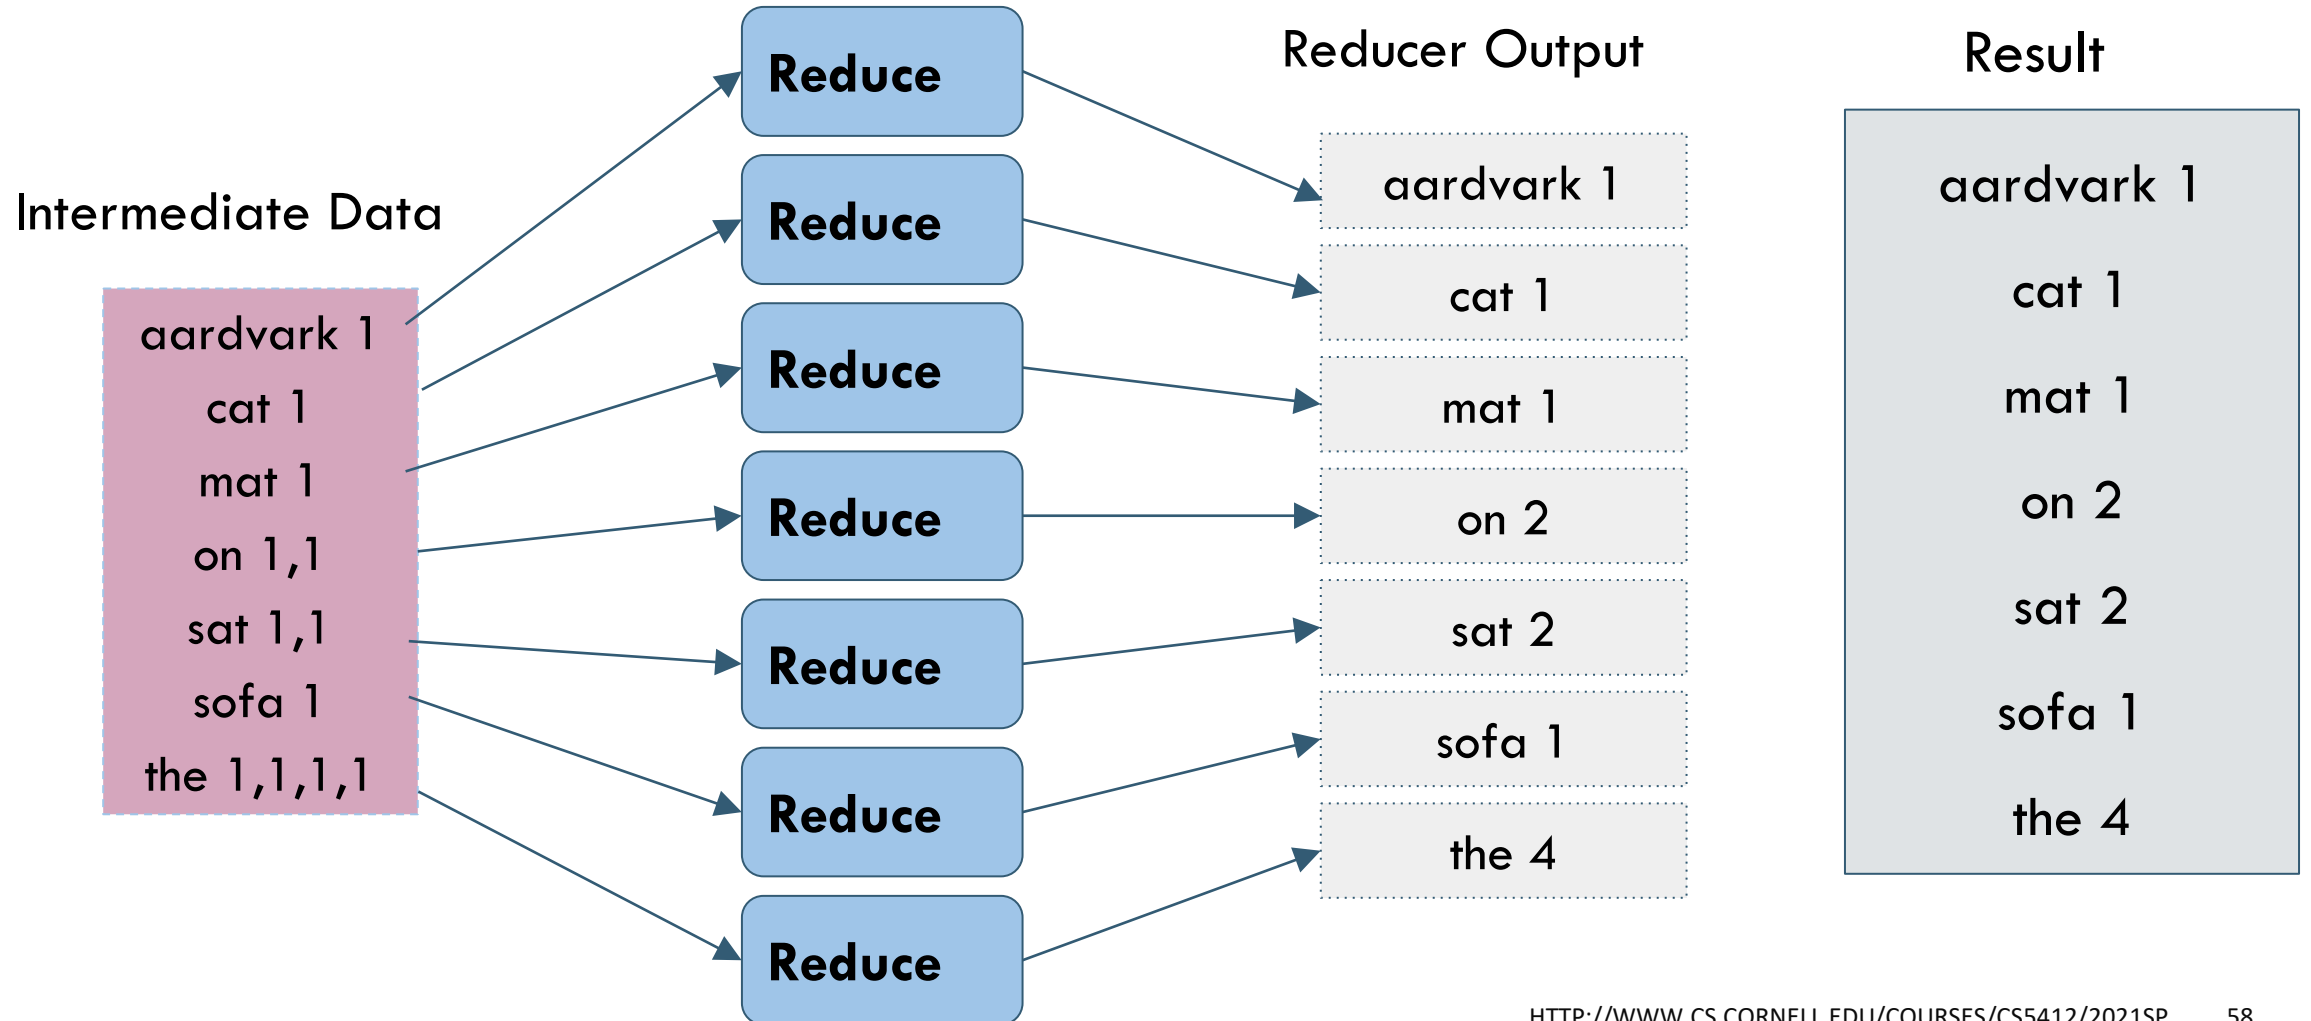 Intermediate Data
aardvark 1
cat 1
mat 1
on 1,1
sat 1,1
sofa 1
the 1,1,1,1
Reduce
Reduce
Reduce
Reduce
Reduce
Reduce
Reduce
Reducer Output
aardvark 1
cat 1
mat 1
on 2
sat 2
sofa 1
the 4
Result
aardvark 1
cat 1
mat 1
on 2
sat 2
sofa 1
the 4
HTTP://WWW.CS.CORNELL.EDU/COURSES/CS5412/2021SP 58